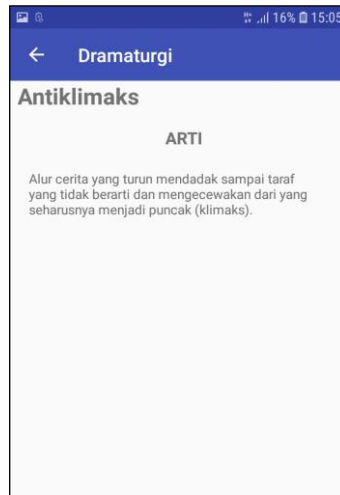 16% 15:05
Dramaturgi
Antiklimaks
ARTI
Alur cerita yang turun mendadak sampai taraf
yang tidak berarti dan mengecewakan dari yang
seharusnya menjadi puncak (klimaks).